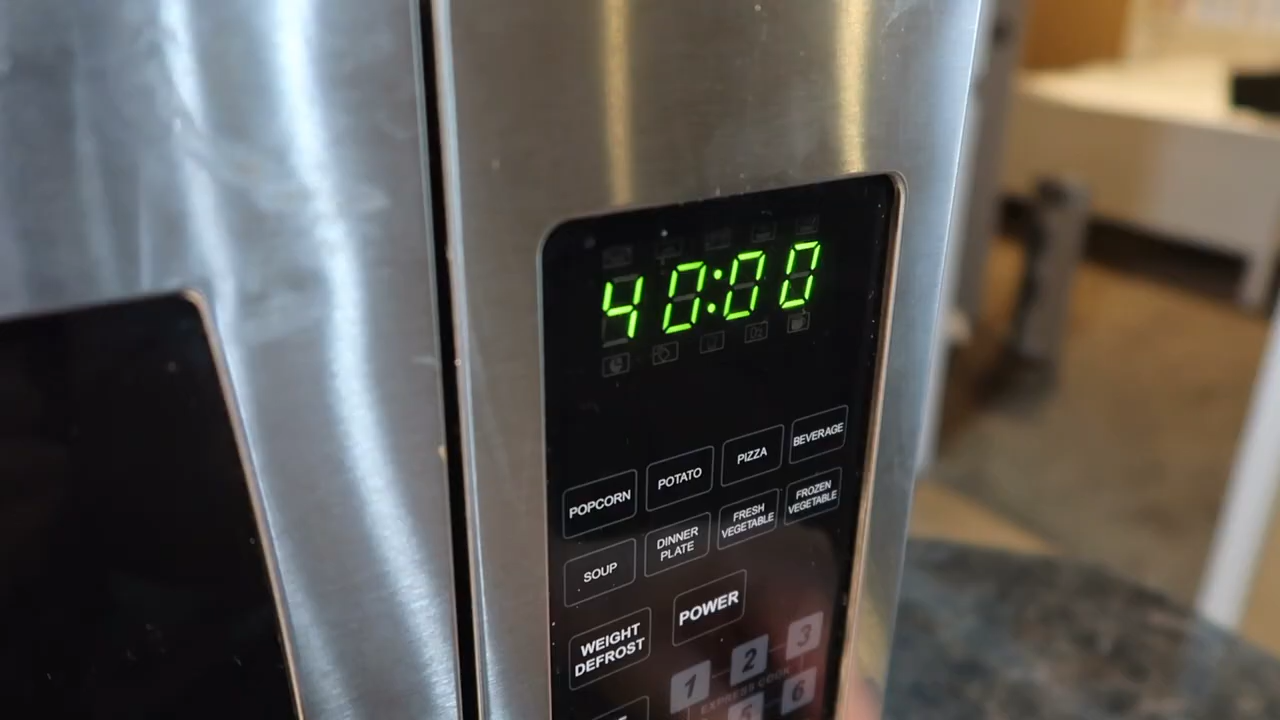 40:00
POPCORN
POTATO
PIZZA
BEVERAGE
SOUP
DINNER
PLATE
FRESH
VEGETABLE
FROZEN
VEGETABLE
WEIGHT
DEFROST
POWER
1
2
3
EXPRESS COOK
5
6